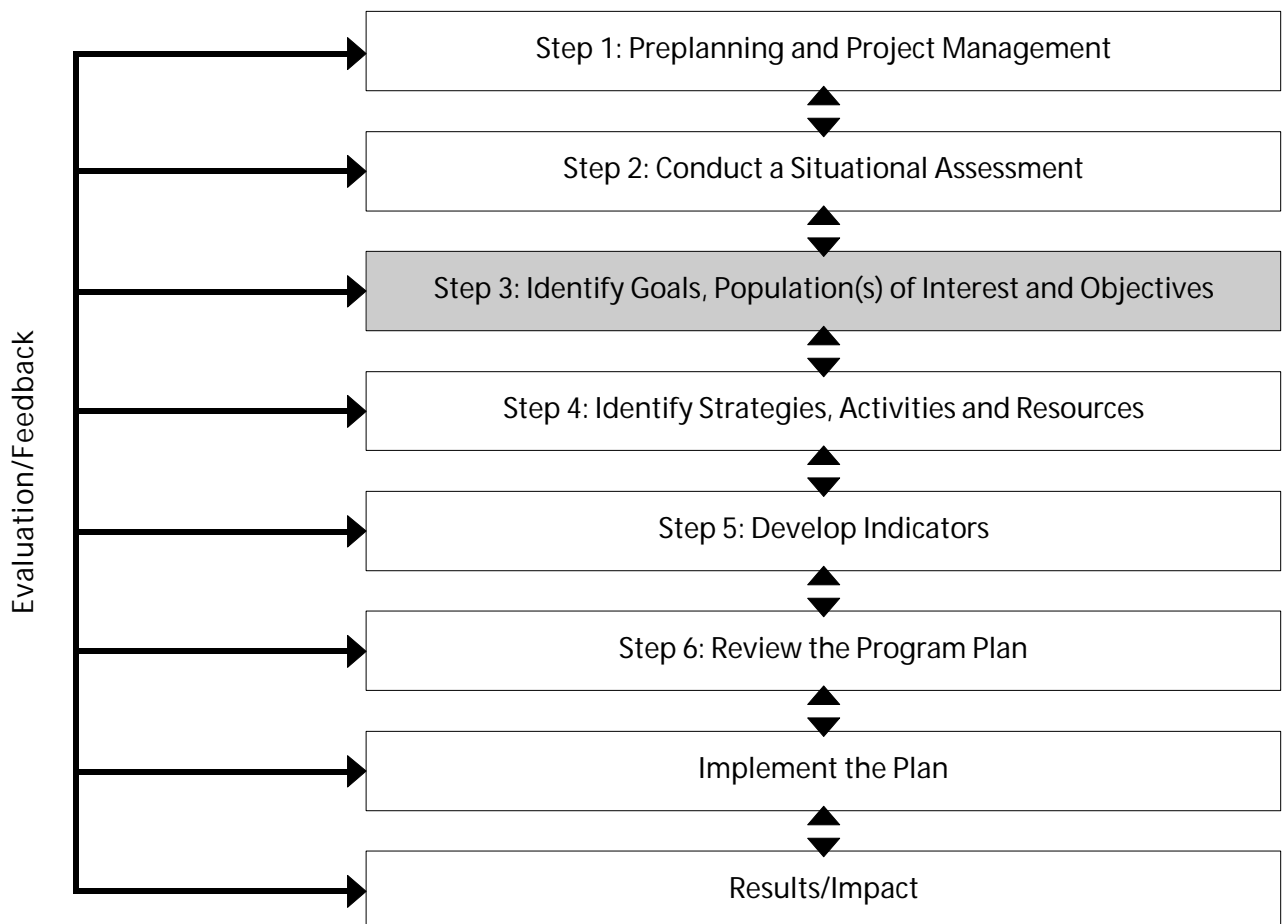 Step 1: Preplanning and Project Management
Step 2: Conduct a Situational Assessment
Step 3: Identify Goals, Population(s) of Interest and Objectives
Step 4: Identify Strategies, Activities and Resources
Step 5: Develop Indicators
Step 6: Review the Program Plan
Implement the Plan
Results/Impact
Evaluation/Feedback